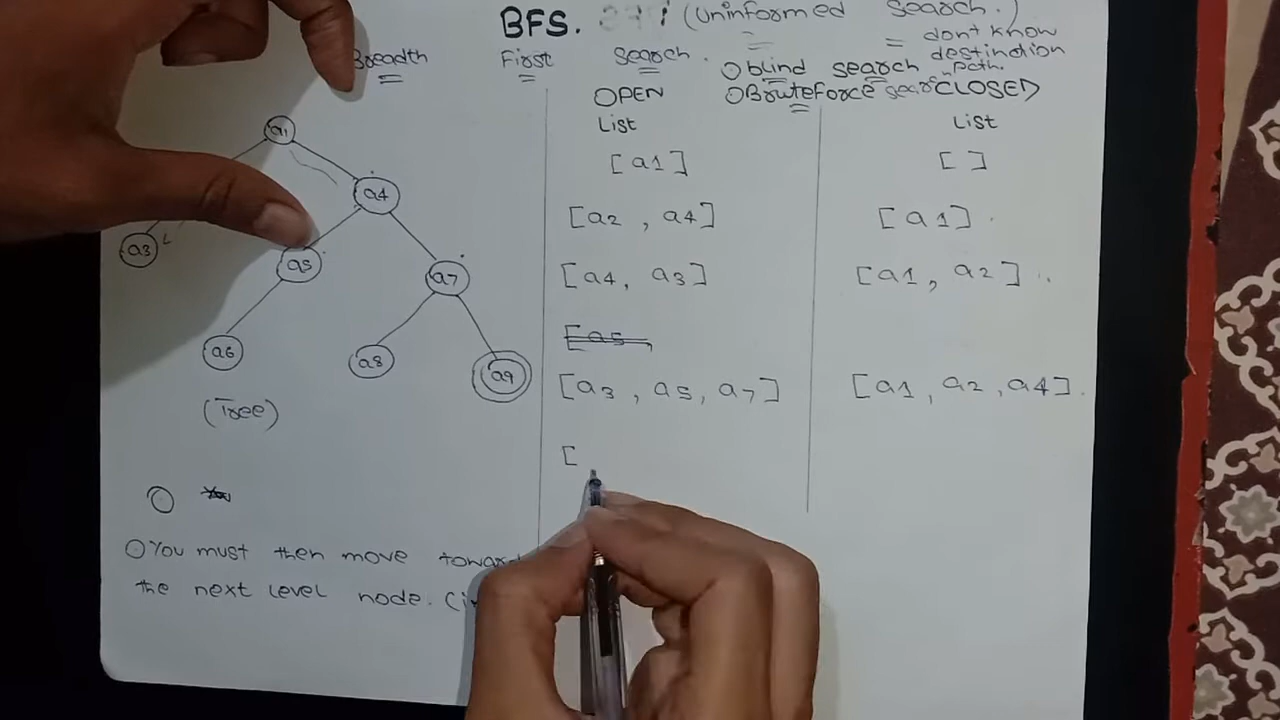 BFS. (Uninformed Search.)
Breadth First Search. = don't know
destindion
path.
O blind search
O Bruteforce search
OPEN CLOSED
List List
a1
a4
a3
a5
a7
a6
a8
a9
(Tree)
[a1] [ ]
[a2 , a4] [a1] .
[a4, a3] [a1, a2] ..
[a5,
[a3 , a5, a7] [a1, a2 ,a4].
[
O You must then move
the next level node.